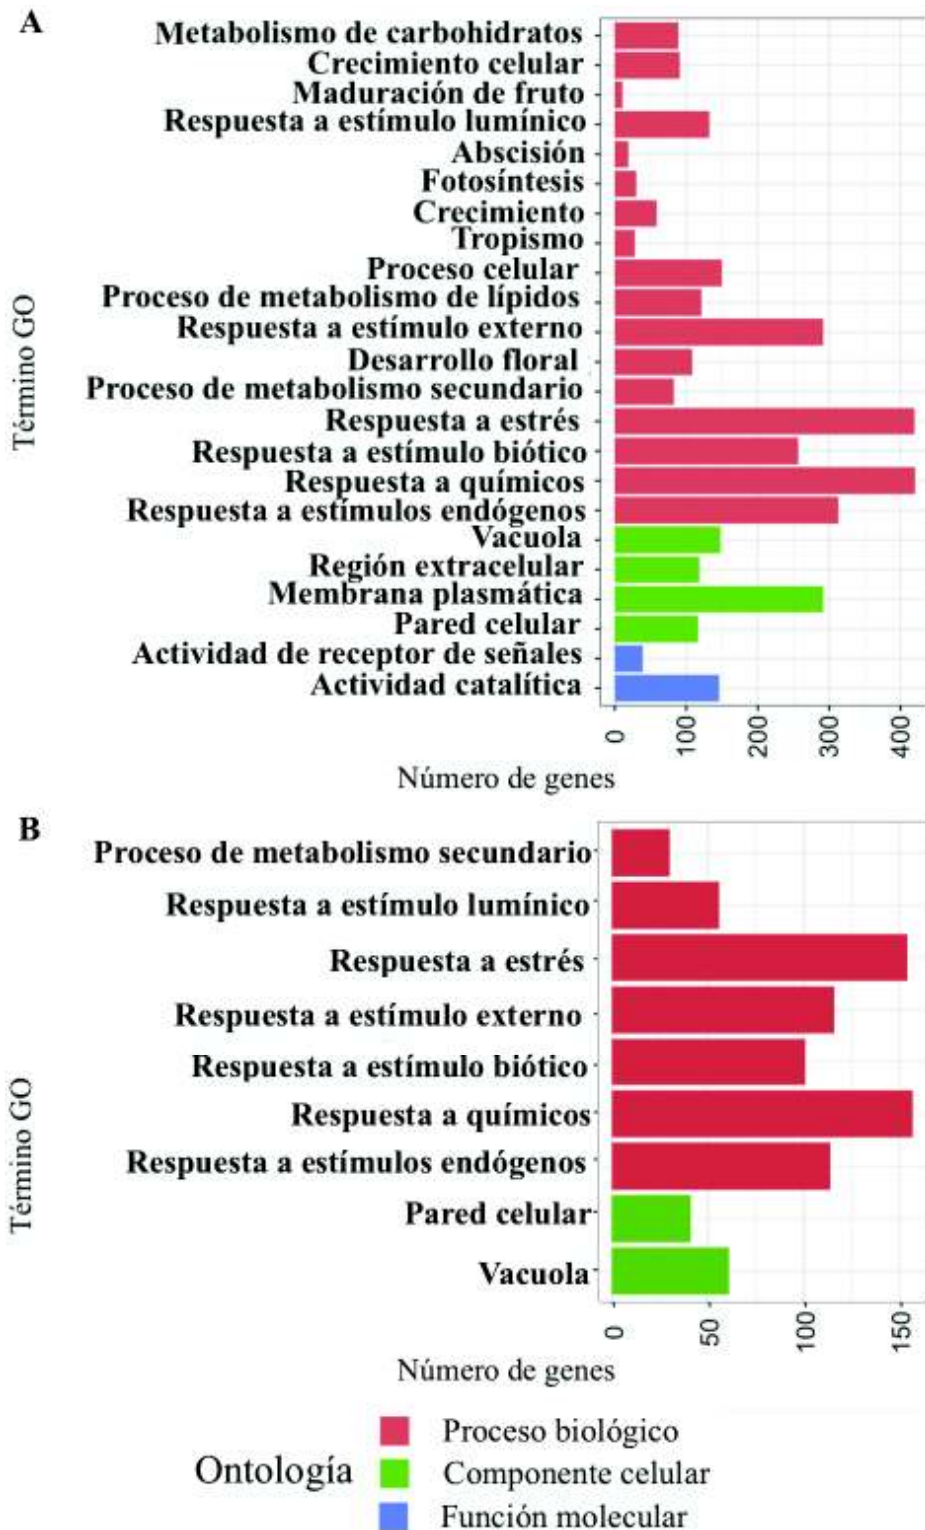 A
Metabolismo de carbohidratos
Crecimiento celular
Maduración de fruto
Respuesta a estímulo lumínico
Abscisión
Fotosíntesis
Crecimiento
Tropismo
Proceso celular
Proceso de metabolismo de lípidos
Respuesta a estímulo externo
Desarrollo floral
Proceso de metabolismo secundario
Respuesta a estrés
Respuesta a estímulo biótico
Respuesta a químicos
Respuesta a estímulos endógenos
Vacuola
Región extracelular
Membrana plasmática
Pared celular
Actividad de receptor de señales
Actividad catalítica
Término GO
0 100 200 300 400
Número de genes
B
Proceso de metabolismo secundario
Respuesta a estímulo lumínico
Respuesta a estrés
Respuesta a estímulo externo
Respuesta a estímulo biótico
Respuesta a químicos
Respuesta a estímulos endógenos
Pared celular
Vacuola
Término GO
0 50 100 150
Número de genes
Ontología
Proceso biológico
Componente celular
Función molecular